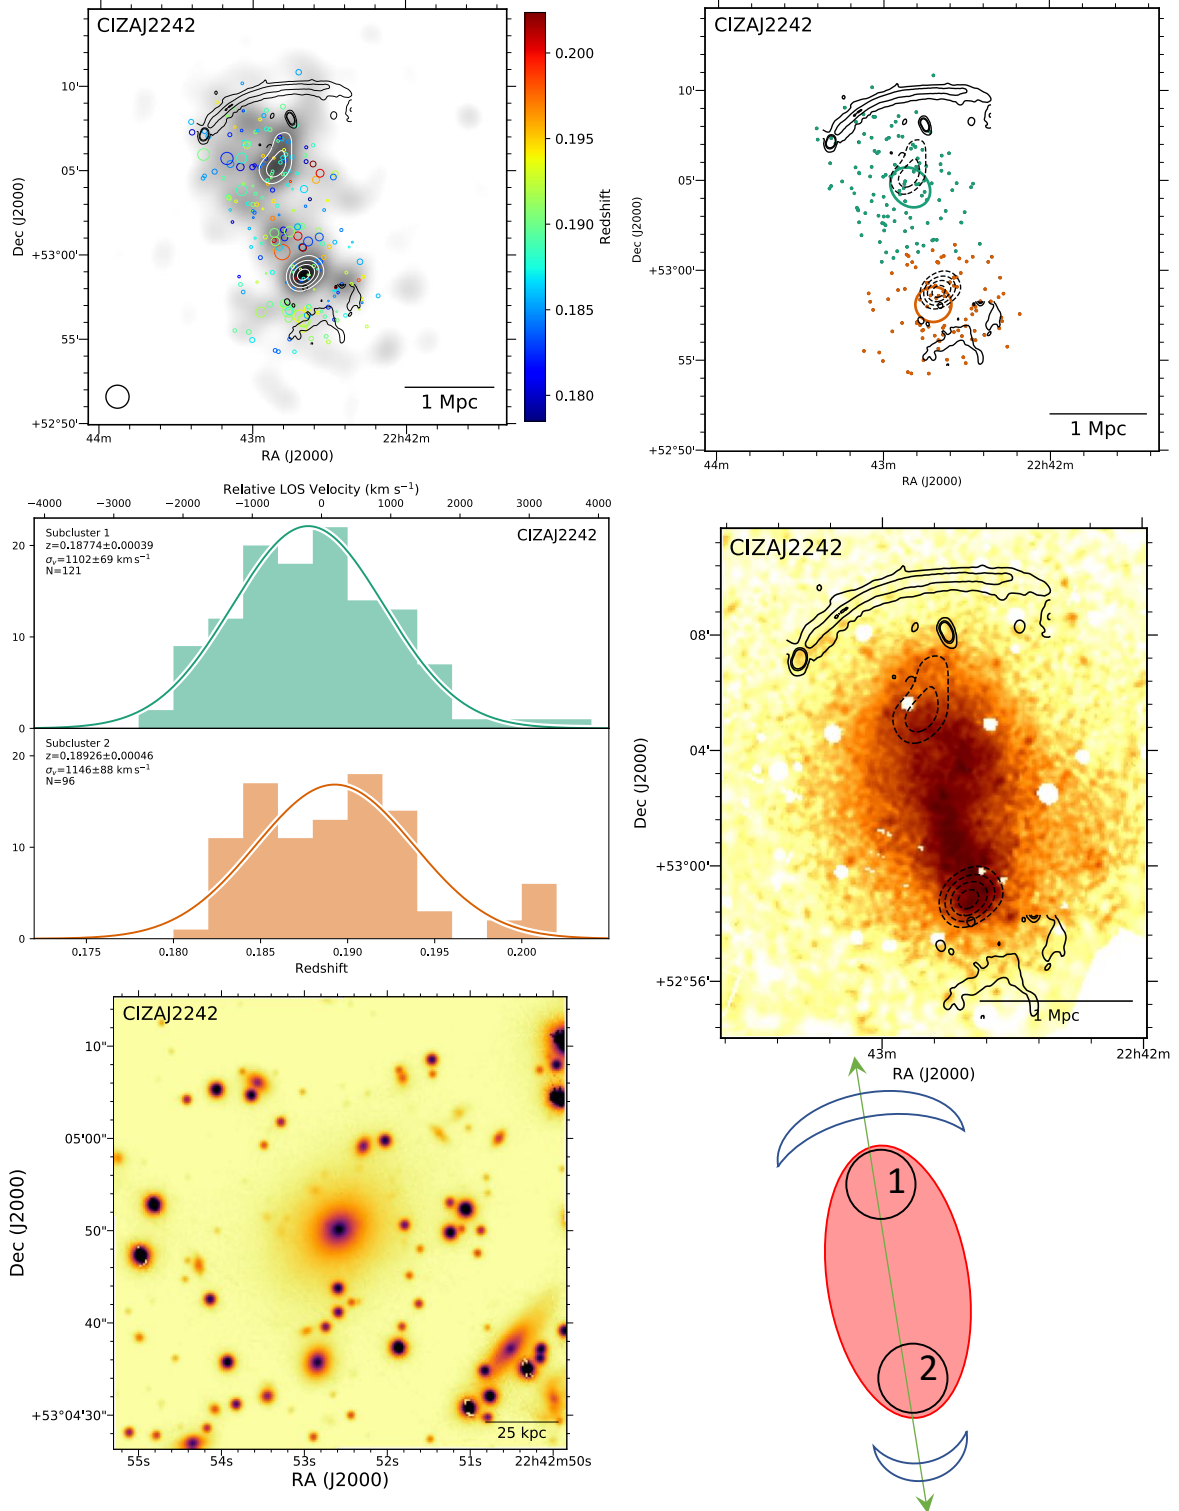 CIZAJ2242
10'
05'
+53°00'
55'
+52°50'
44m
43m
22h42m
Dec (J2000)
RA (J2000)
1 Mpc
0.200
0.195
0.190
0.185
0.180
Redshift
CIZAJ2242
10'
05'
+53°00'
55'
+52°50'
44m
43m
22h42m
Dec (J2000)
RA (J2000)
1 Mpc
Relative LOS Velocity (km s⁻¹)
−4000 −3000 −2000 −1000 0 1000 2000 3000 4000
CIZAJ2242
Subcluster 1
z=0.18774±0.00039
σᵥ=1102±69 km s⁻¹
N=121
20
10
0
Subcluster 2
z=0.18926±0.00046
σᵥ=1146±88 km s⁻¹
N=96
20
10
0
0.175 0.180 0.185 0.190 0.195 0.200
Redshift
CIZAJ2242
08'
04'
+53°00'
+52°56'
43m
22h42m
Dec (J2000)
RA (J2000)
1 Mpc
CIZAJ2242
10"
05'00"
50"
40"
+53°04'30"
55s 54s 53s 52s 51s 22h42m50s
Dec (J2000)
RA (J2000)
25 kpc
1
2